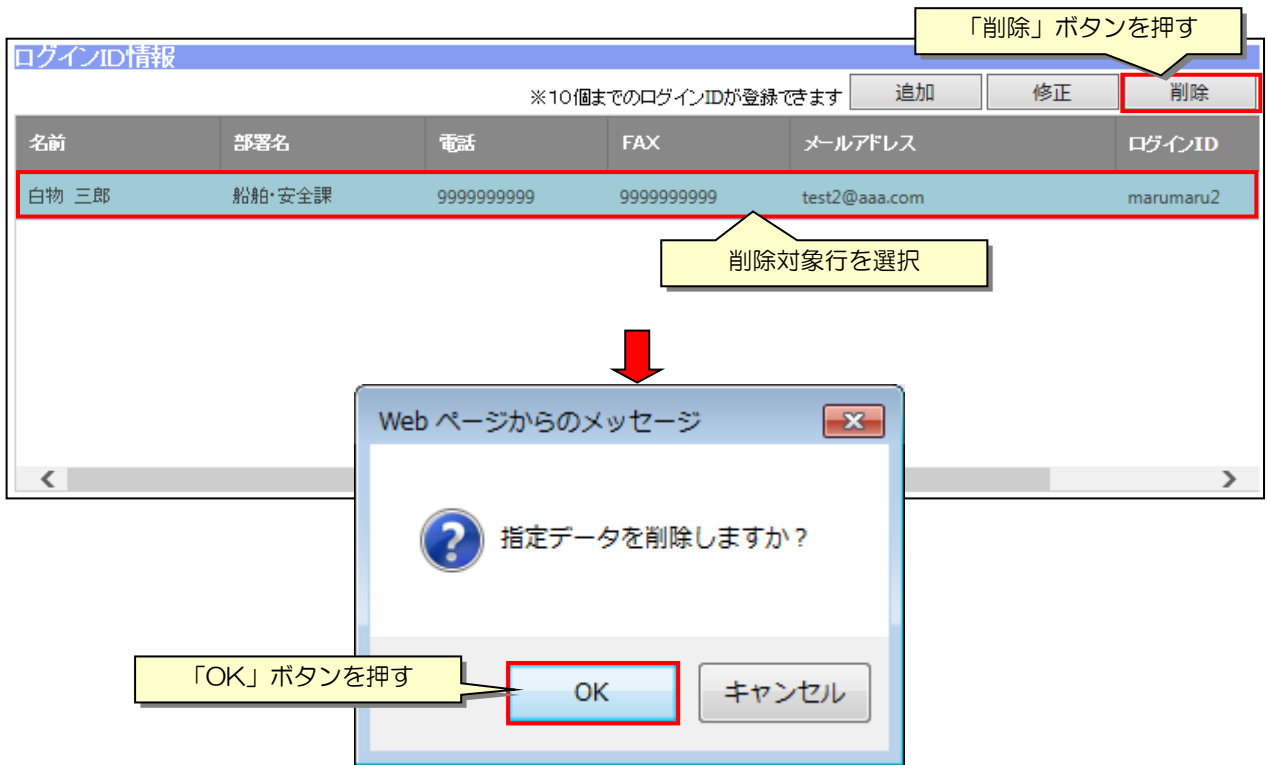 「削除」ボタンを押す
ログインID情報
※10個までのログインIDが登録できます 追加 修正 削除
名前 部署名 電話 FAX メールアドレス ログインID
白物 三郎 船舶・安全課 9999999999 9999999999 test2@aaa.com marumaru2
削除対象行を選択
Web ページからのメッセージ
指定データを削除しますか？
「OK」ボタンを押す
OK キャンセル